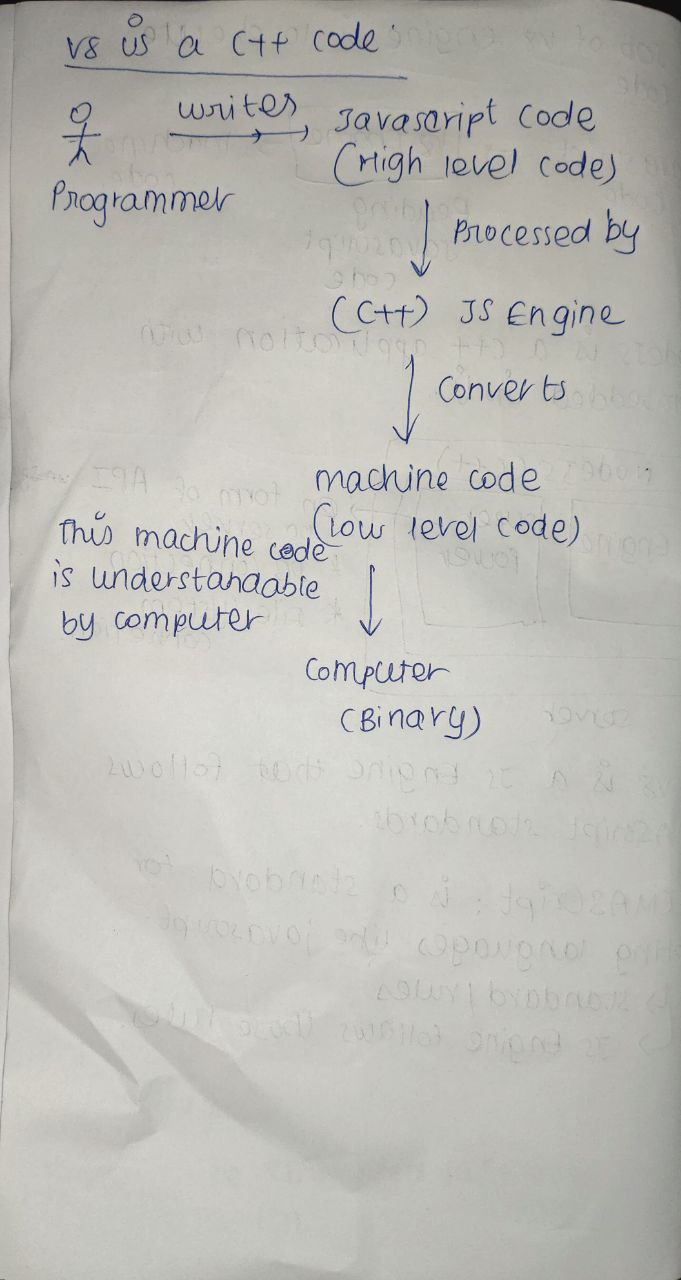 v8 is a C++ code
writes
Javascript code
(High level code)
Programmer
Processed by
(C++) JS Engine
Converts
machine code
(low level code)
This machine code
is understandable
by computer
Computer
(Binary)